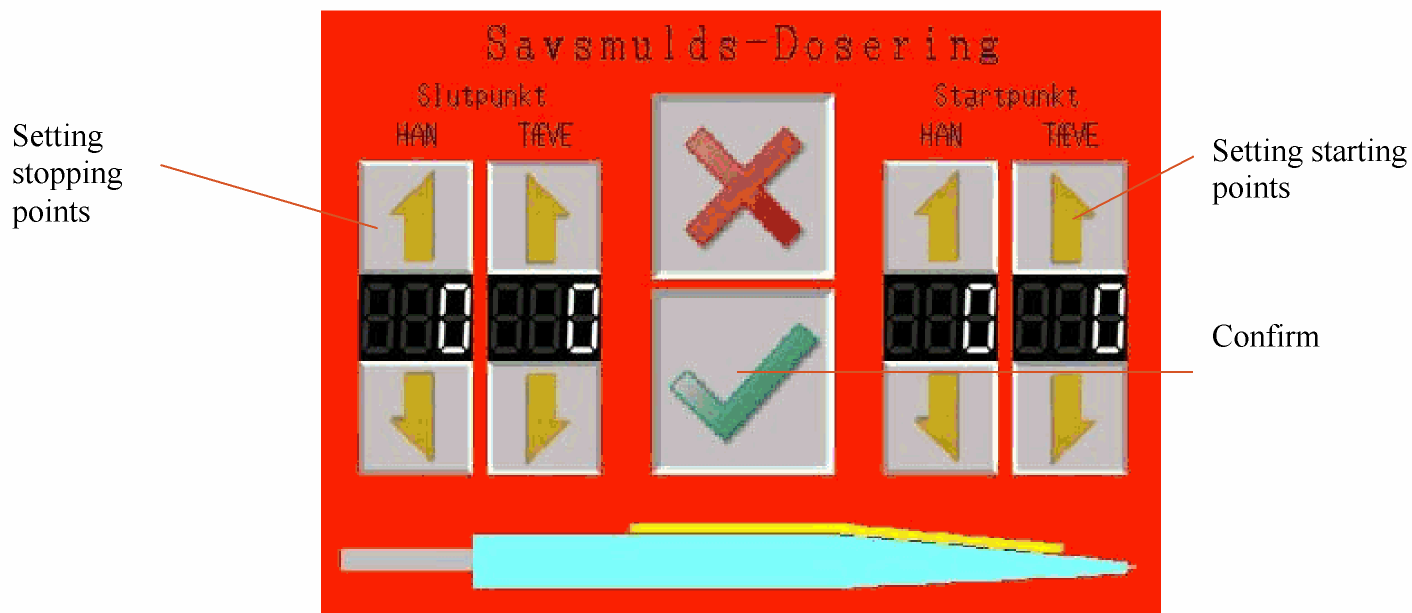 Savsmulds-Dosering
Slutpunkt
HAN TÆVE
Startpunkt
HAN TÆVE
Setting
stopping
points
Setting starting
points
0 0 0 0
Confirm